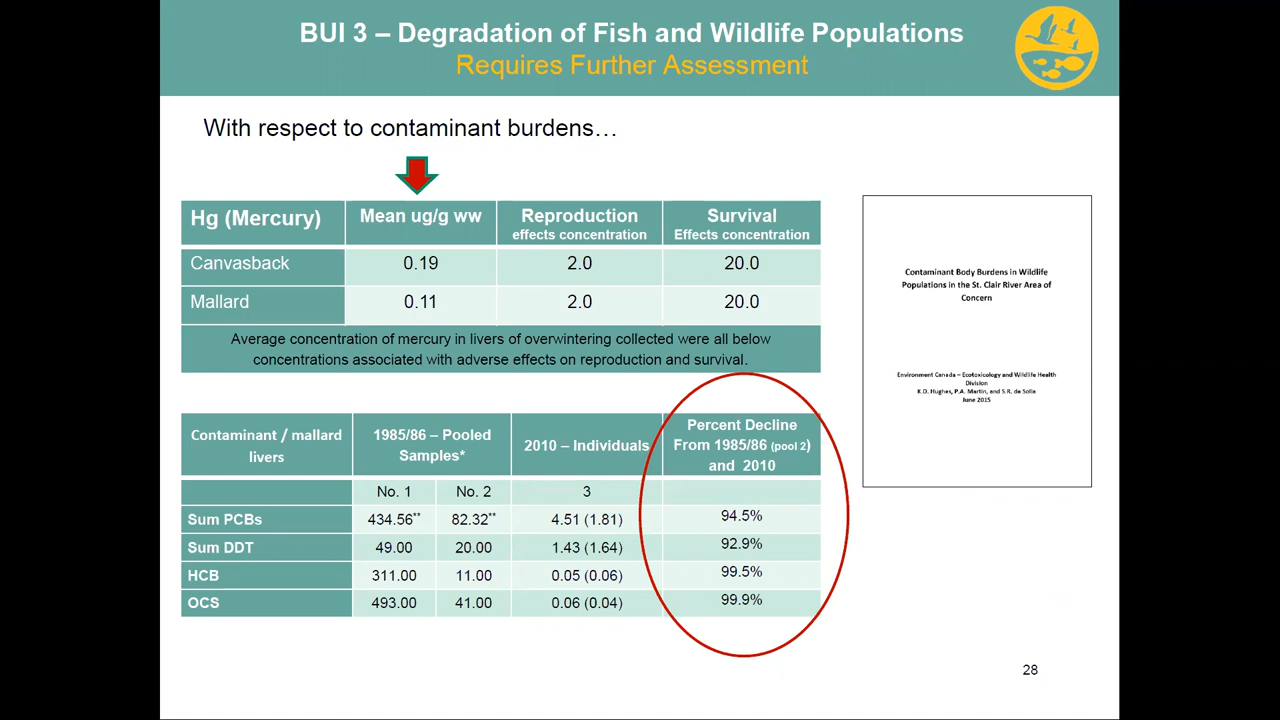 BUI 3 – Degradation of Fish and Wildlife Populations
Requires Further Assessment
With respect to contaminant burdens…
Hg (Mercury) Mean ug/g ww Reproduction effects concentration Survival Effects concentration
Canvasback 0.19 2.0 20.0
Mallard 0.11 2.0 20.0
Average concentration of mercury in livers of overwintering collected were all below
concentrations associated with adverse effects on reproduction and survival.
Contaminant Body Burdens in Wildlife
Populations in the St. Clair River Area of
Concern
Environment Canada – Ecotoxicology and Wildlife Health
Division
K.D. Hughes, P.A. Martin, and S.R. de Solla
June 2015
Contaminant / mallard livers 1985/86 – Pooled Samples* 2010 – Individuals Percent Decline From 1985/86 (pool 2) and 2010
No. 1 No. 2 3
Sum PCBs 434.56** 82.32** 4.51 (1.81) 94.5%
Sum DDT 49.00 20.00 1.43 (1.64) 92.9%
HCB 311.00 11.00 0.05 (0.06) 99.5%
OCS 493.00 41.00 0.06 (0.04) 99.9%
28